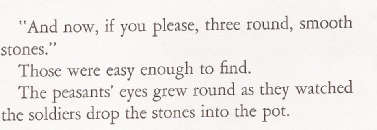 "And now, if you please, three round, smooth
stones."
Those were easy enough to find.
The peasants' eyes grew round as they watched
the soldiers drop the stones into the pot.